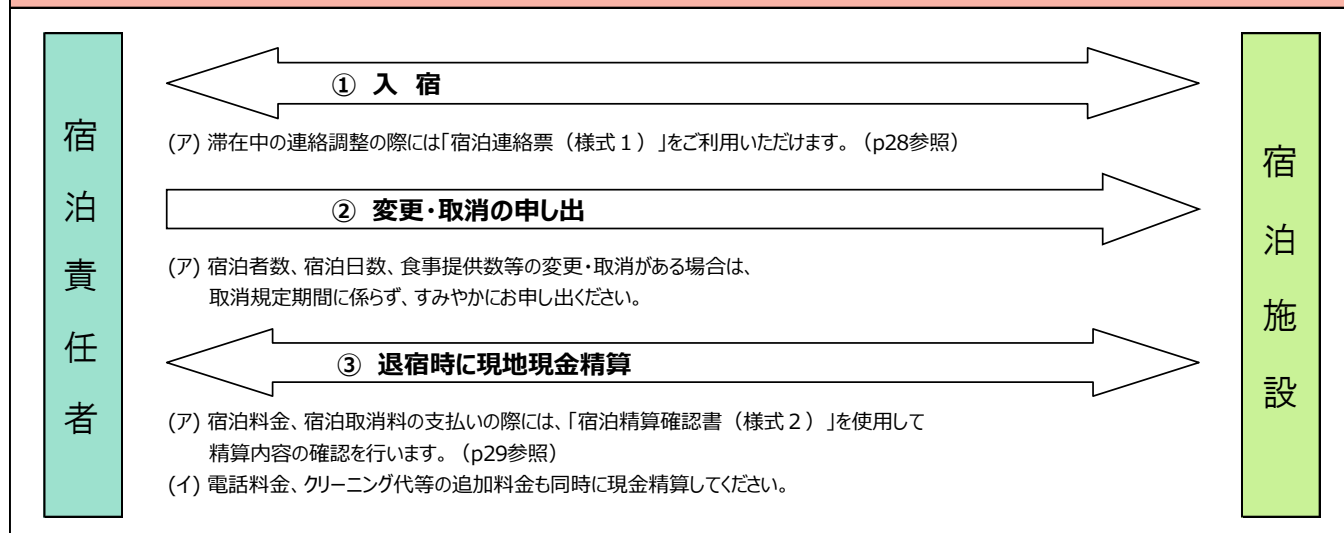 宿泊責任者
① 入 宿
(ア) 滞在中の連絡調整の際には「宿泊連絡票（様式１）」をご利用いただけます。（p28参照）
② 変更・取消の申し出
(ア) 宿泊者数、宿泊日数、食事提供数等の変更・取消がある場合は、
取消規定期間に係らず、すみやかにお申し出ください。
③ 退宿時に現地現金精算
(ア) 宿泊料金、宿泊取消料の支払いの際には、「宿泊精算確認書（様式２）」を使用して
精算内容の確認を行います。（p29参照）
(イ) 電話料金、クリーニング代等の追加料金も同時に現金精算してください。
宿泊施設